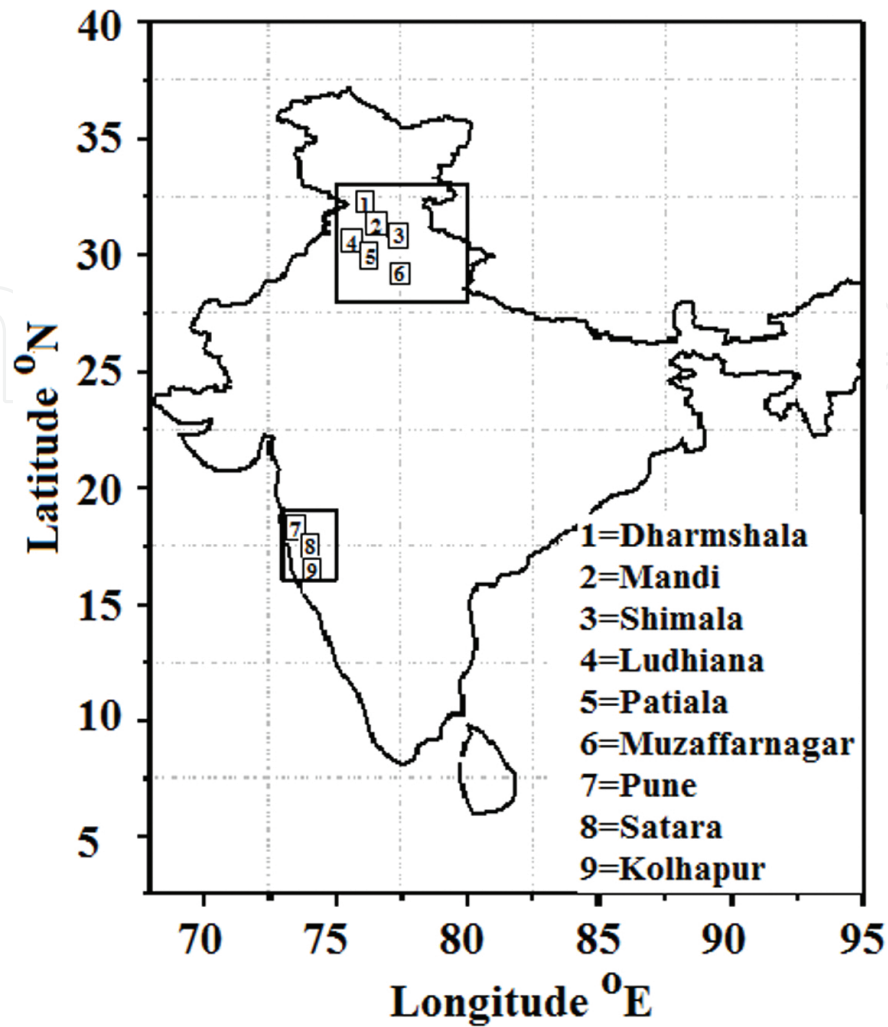 40
35
30
25
20
15
10
5
Latitude ᵒN
1
2
3
4
5
6
7
8
9
1=Dharmshala
2=Mandi
3=Shimala
4=Ludhiana
5=Patiala
6=Muzaffarnagar
7=Pune
8=Satara
9=Kolhapur
70 75 80 85 90 95
Longitude ᵒE